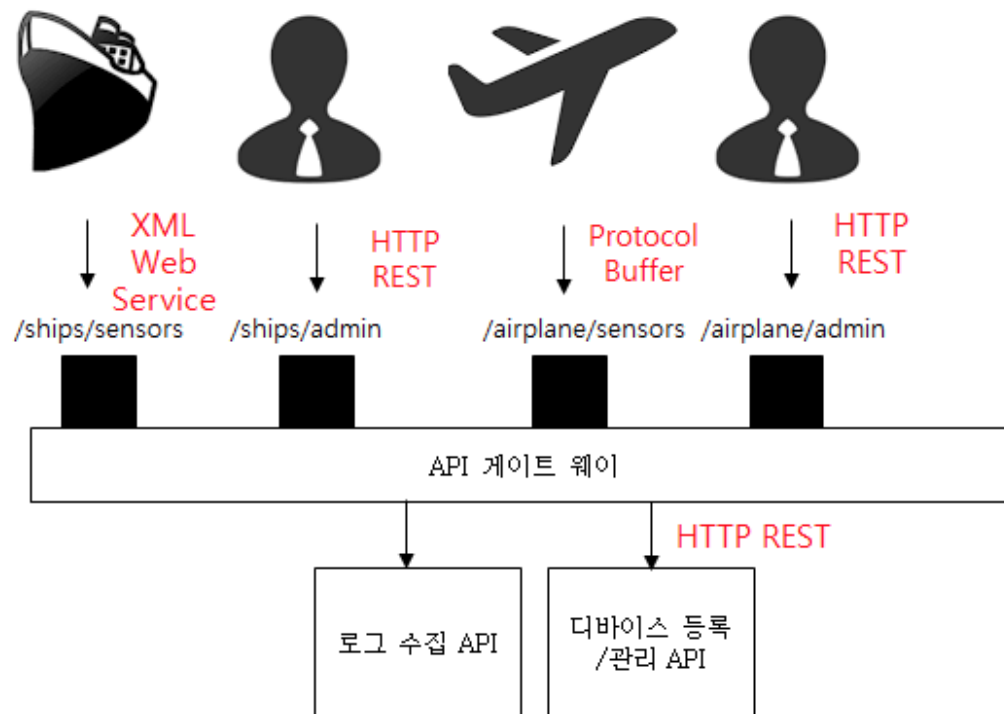 XML
Web
Service
HTTP
REST
Protocol
Buffer
HTTP
REST
/ships/sensors
/ships/admin
/airplane/sensors
/airplane/admin
API 게이트 웨이
HTTP REST
로그 수집 API
디바이스 등록
/관리 API